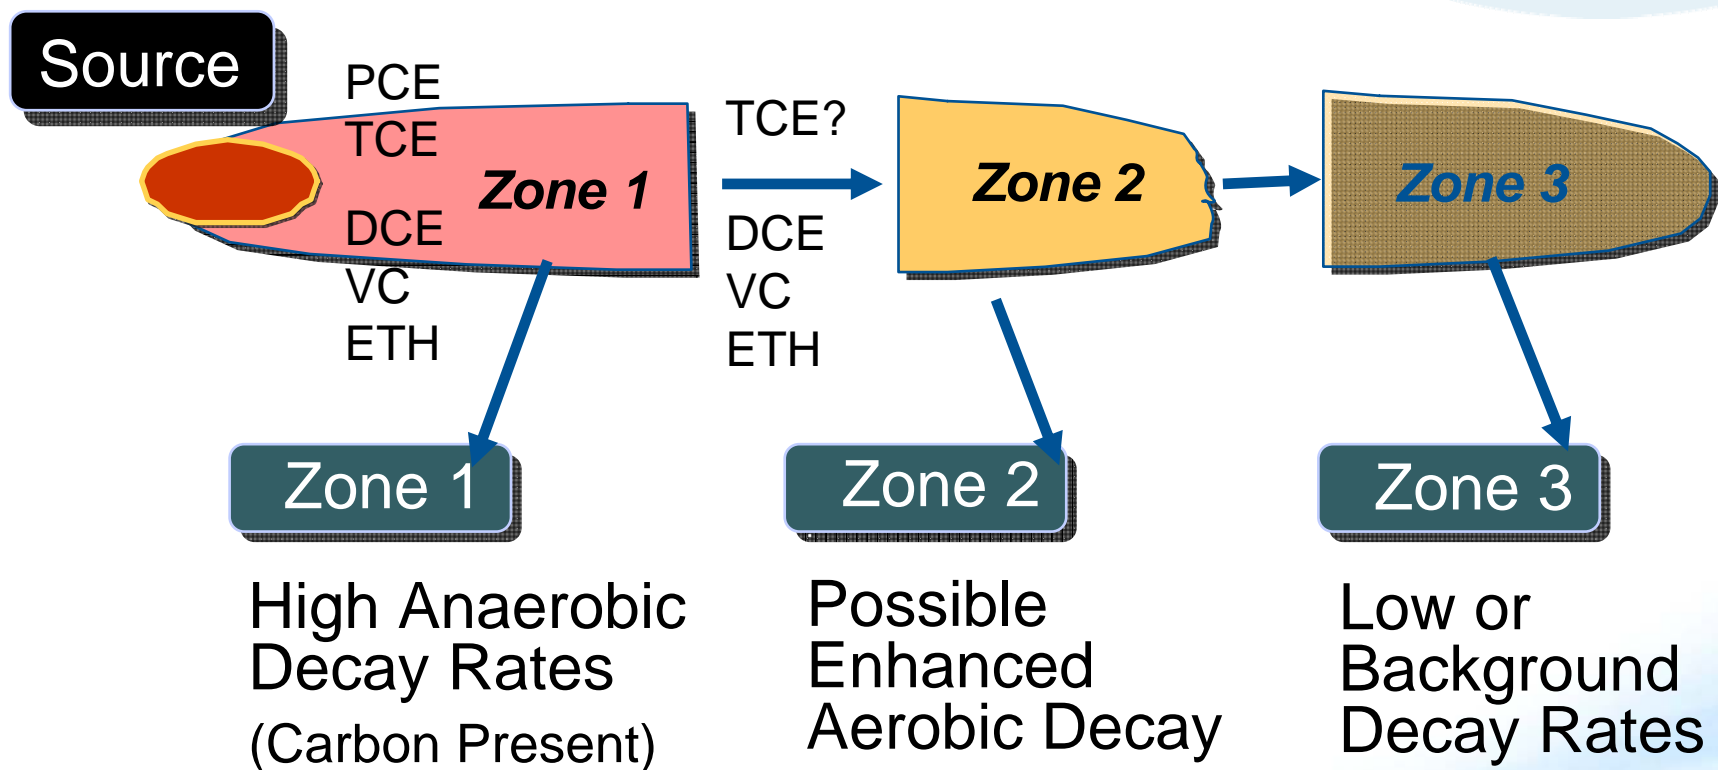 Source
PCE
TCE
Zone 1
DCE
VC
ETH
TCE?
DCE
VC
ETH
Zone 2
Zone 3
Zone 1
High Anaerobic
Decay Rates
(Carbon Present)
Zone 2
Possible
Enhanced
Aerobic Decay
Zone 3
Low or
Background
Decay Rates